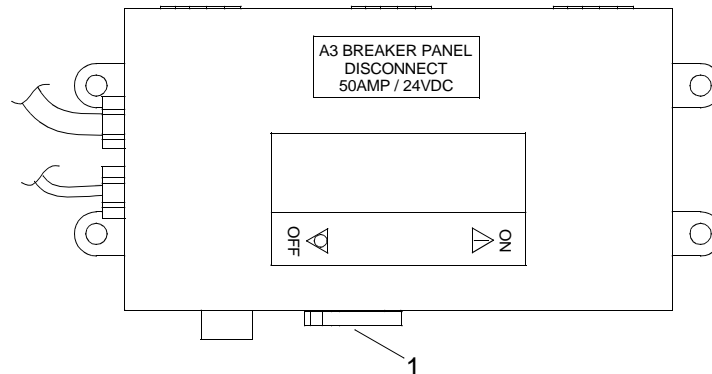 A3 BREAKER PANEL
DISCONNECT
50AMP / 24VDC
OFF
ON
1